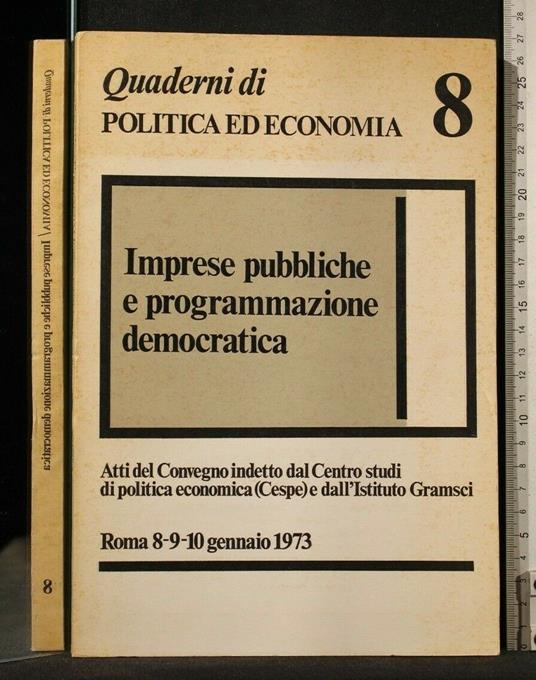 Quaderni di
POLITICA ED ECONOMIA
8
Imprese pubbliche
e programmazione
democratica
Atti del Convegno indetto dal Centro studi
di politica economica (Cespe) e dall'Istituto Gramsci
Roma 8-9-10 gennaio 1973
Quaderni di POLITICA ED ECONOMIA / Imprese pubbliche e programmazione democratica
8